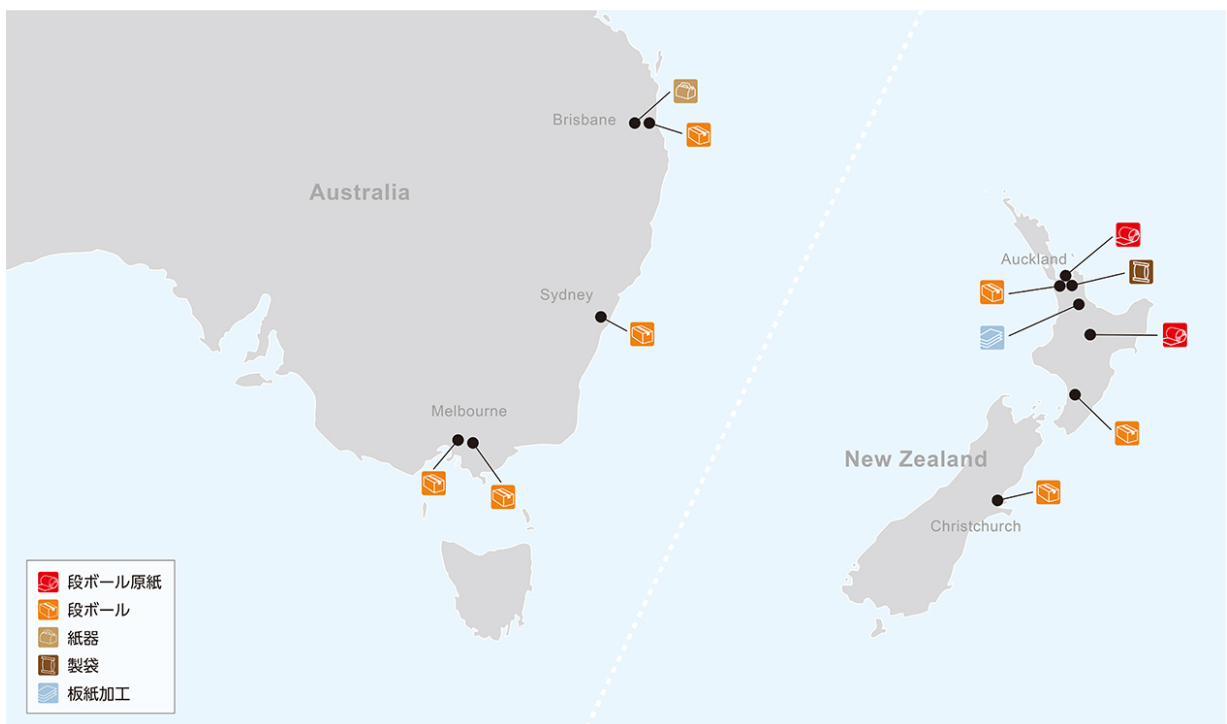 Brisbane
Australia
Auckland
Sydney
Melbourne
New Zealand
Christchurch
段ボール原紙
段ボール
紙器
製袋
板紙加工